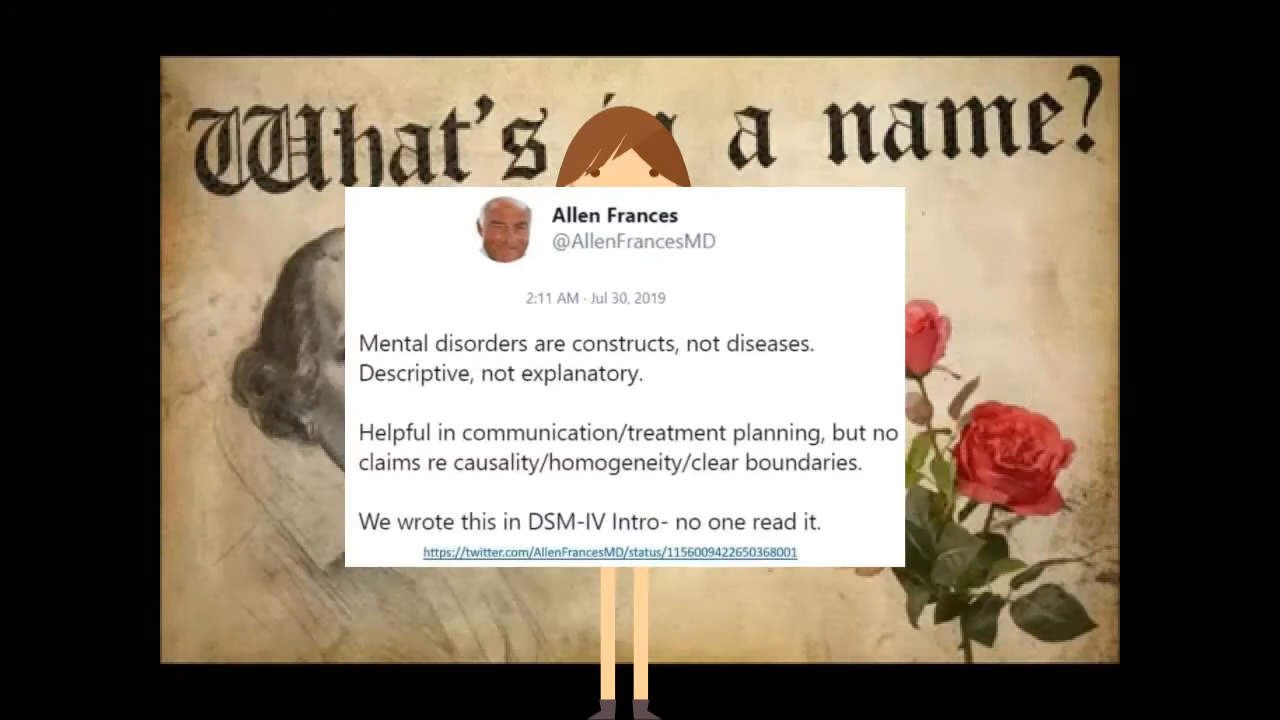 What's in a name?
Allen Frances
@AllenFrancesMD
2:11 AM · Jul 30, 2019
Mental disorders are constructs, not diseases.
Descriptive, not explanatory.
Helpful in communication/treatment planning, but no
claims re causality/homogeneity/clear boundaries.
We wrote this in DSM-IV Intro- no one read it.
https://twitter.com/AllenFrancesMD/status/1156009422650368001